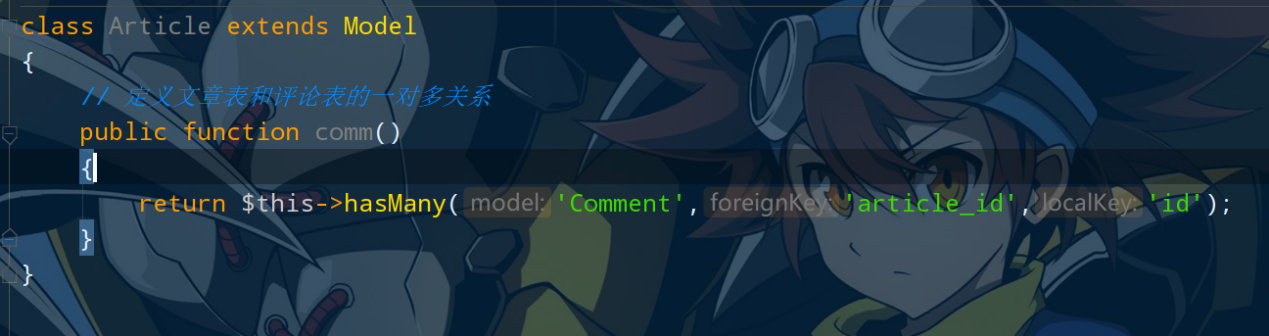 class Article extends Model
{
// 定义文章表和评论表的一对多关系
public function comm()
{
return $this->hasMany( model: 'Comment', foreignKey: 'article_id', localKey: 'id');
}
}